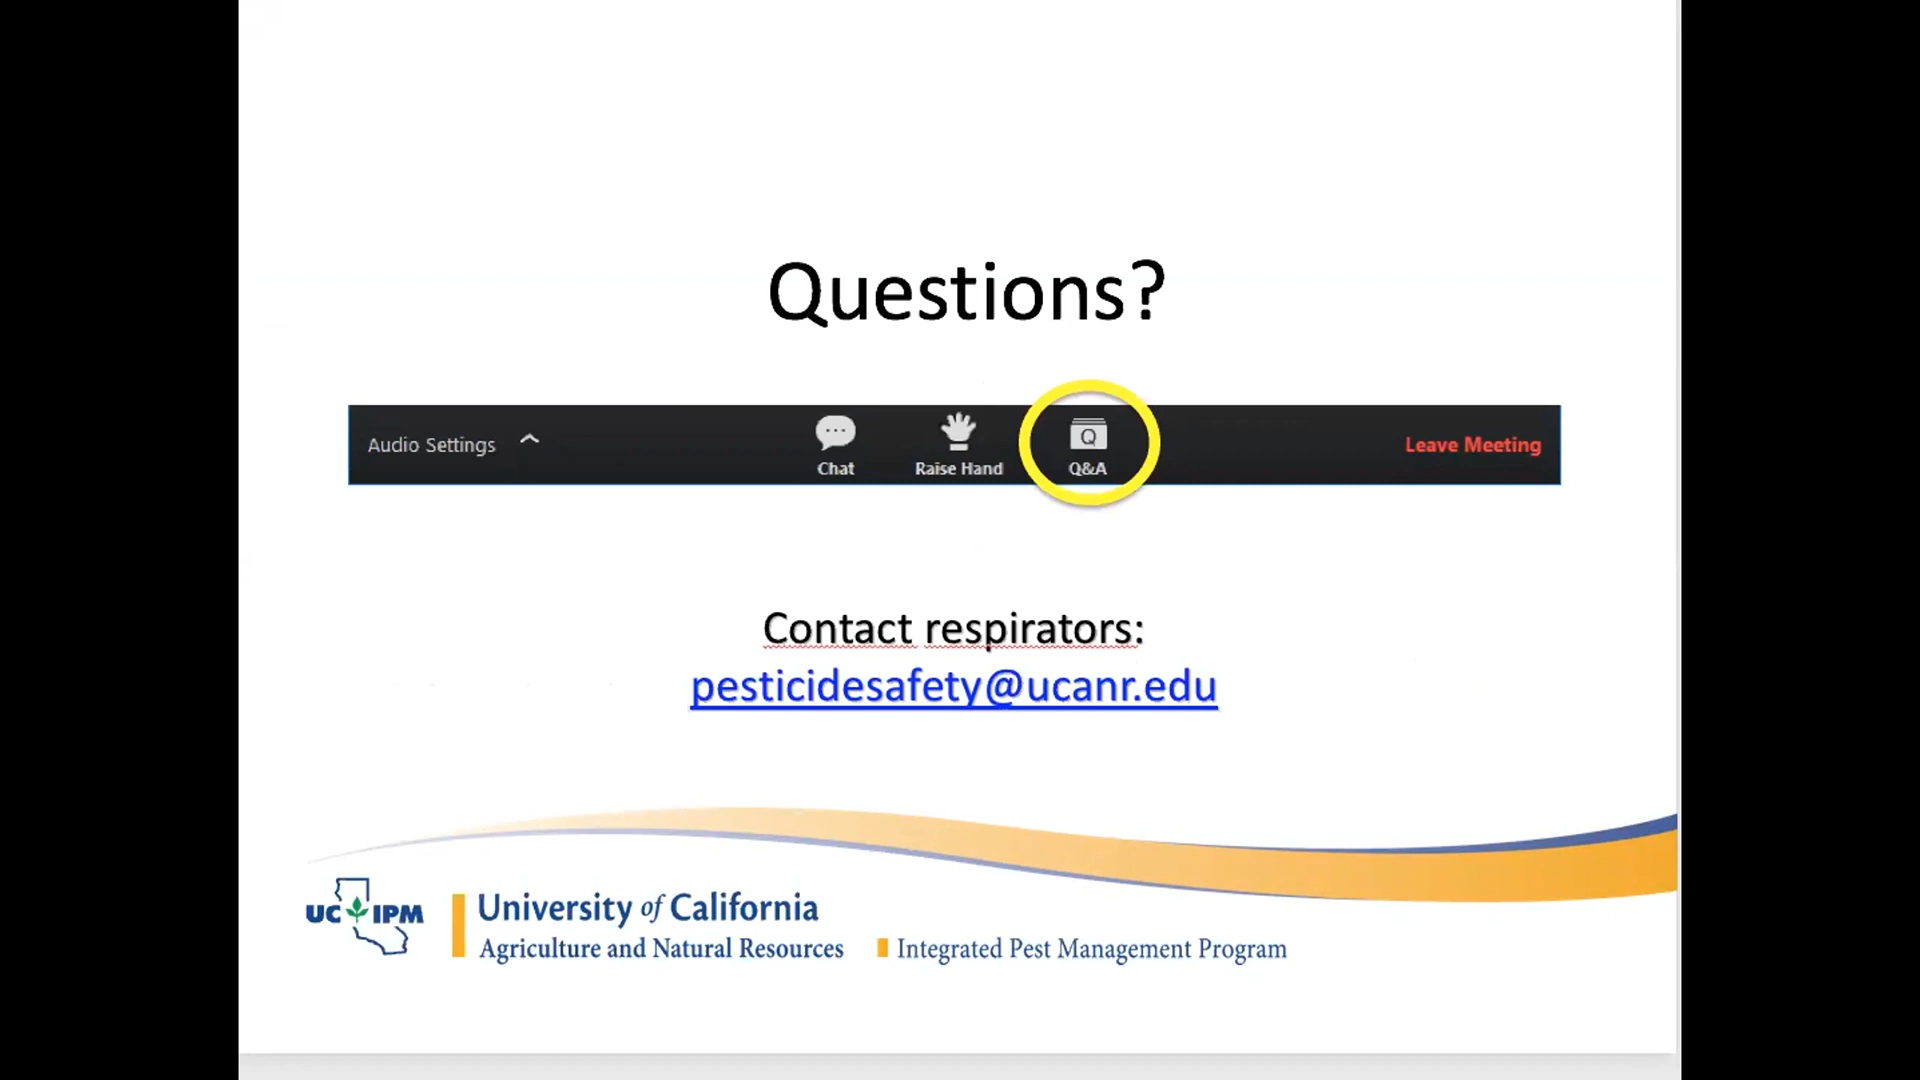 Questions?
Audio Settings
Chat
Raise Hand
Q
Q&A
Leave Meeting
Contact respirators:
pesticidesafety@ucanr.edu
UC IPM
University of California
Agriculture and Natural Resources
Integrated Pest Management Program